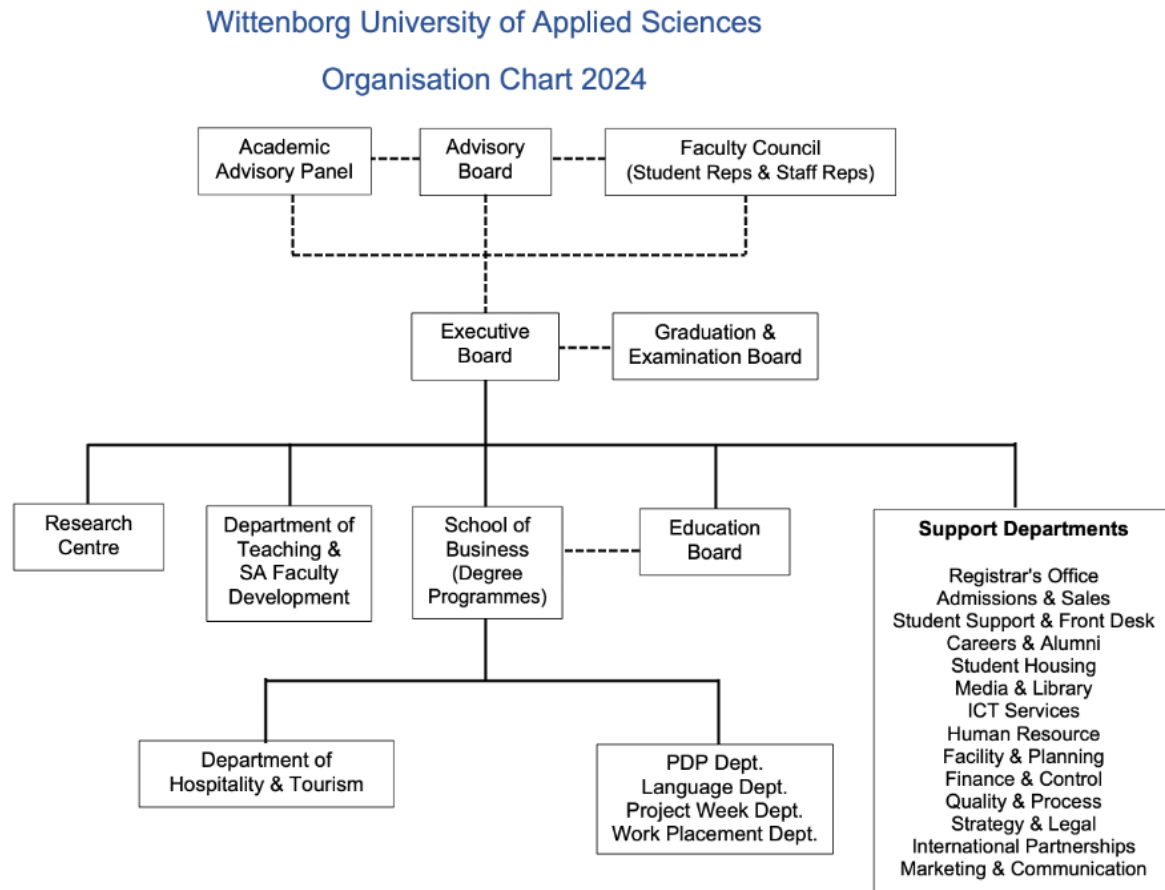 Wittenborg University of Applied Sciences
Organisation Chart 2024
Academic
Advisory Panel
Advisory
Board
Faculty Council
(Student Reps & Staff Reps)
Executive
Board
Graduation &
Examination Board
Research
Centre
Department of
Teaching &
SA Faculty
Development
School of
Business
(Degree
Programmes)
Education
Board
Support Departments
Registrar's Office
Admissions & Sales
Student Support & Front Desk
Careers & Alumni
Student Housing
Media & Library
ICT Services
Human Resource
Facility & Planning
Finance & Control
Quality & Process
Strategy & Legal
International Partnerships
Marketing & Communication
Department of
Hospitality & Tourism
PDP Dept.
Language Dept.
Project Week Dept.
Work Placement Dept.